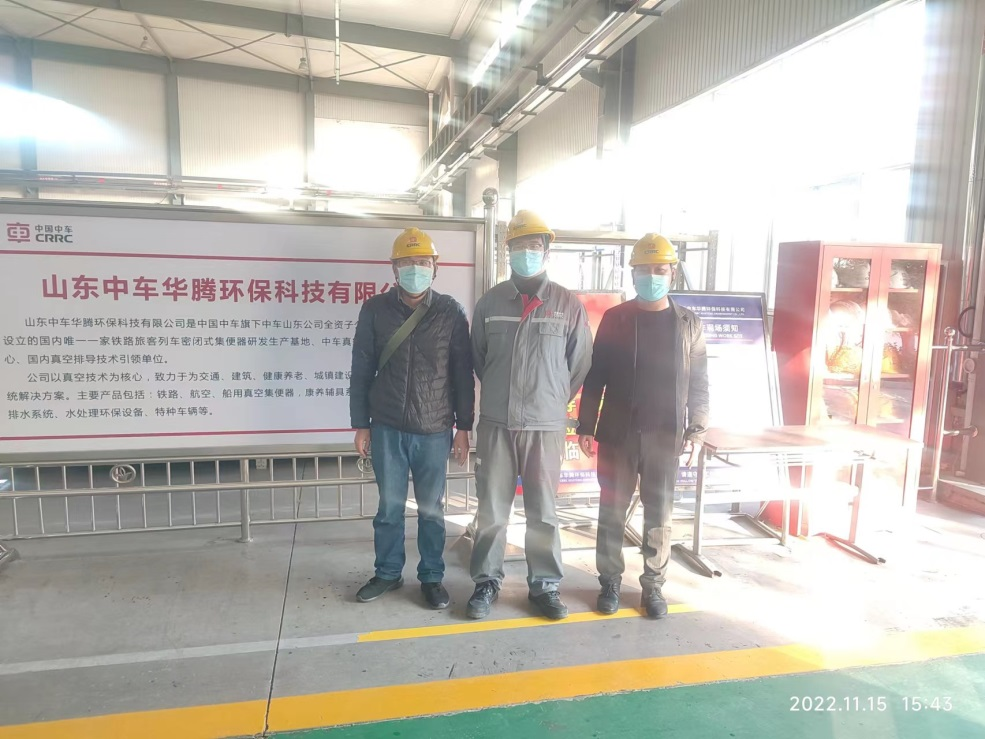 中国中车
CRRC
山东中车华腾环保科技有限
山东中车华腾环保科技有限公司是中国中车旗下中车山东公司全资子
设立的国内唯一一家铁路旅客列车密闭式集便器研发生产基地、中车真
心、国内真空排导技术引领单位。
公司以真空技术为核心，致力于为交通、建筑、健康养老、城镇建设
统解决方案。主要产品包括：铁路、航空、船用真空集便器，康养辅具
排水系统、水处理环保设备、特种车辆等。
CRRC
临
场须知
2022.11.15 15:43